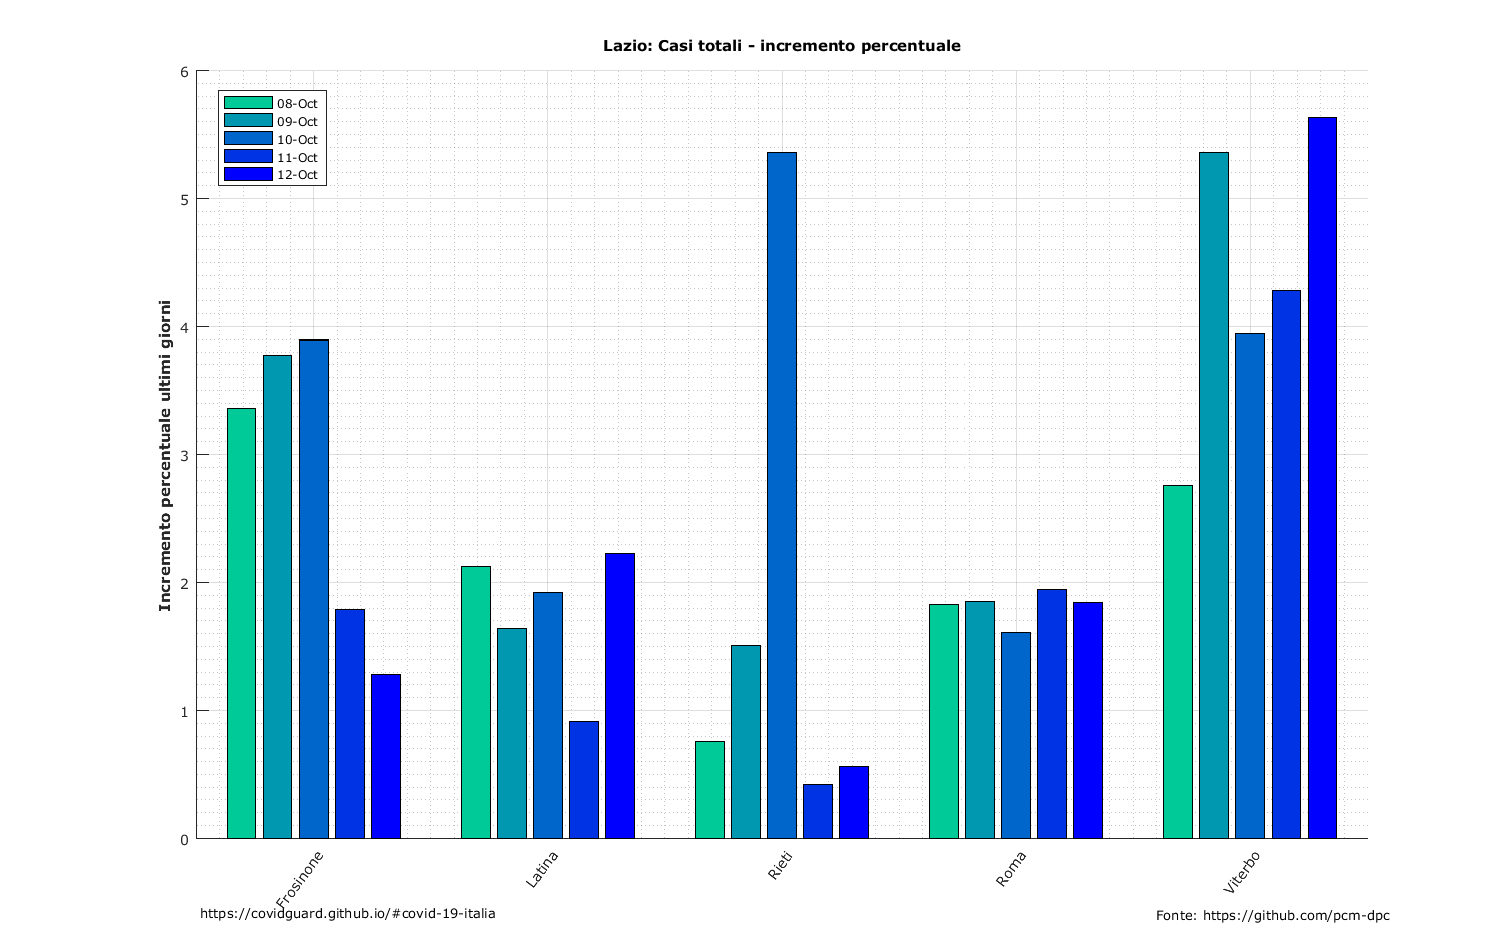 Lazio: Casi totali - incremento percentuale
6
5
4
3
2
1
0
Incremento percentuale ultimi giorni
08-Oct
09-Oct
10-Oct
11-Oct
12-Oct
Frosinone
Latina
Rieti
Roma
Viterbo
https://covidguard.github.io/#covid-19-italia
Fonte: https://github.com/pcm-dpc